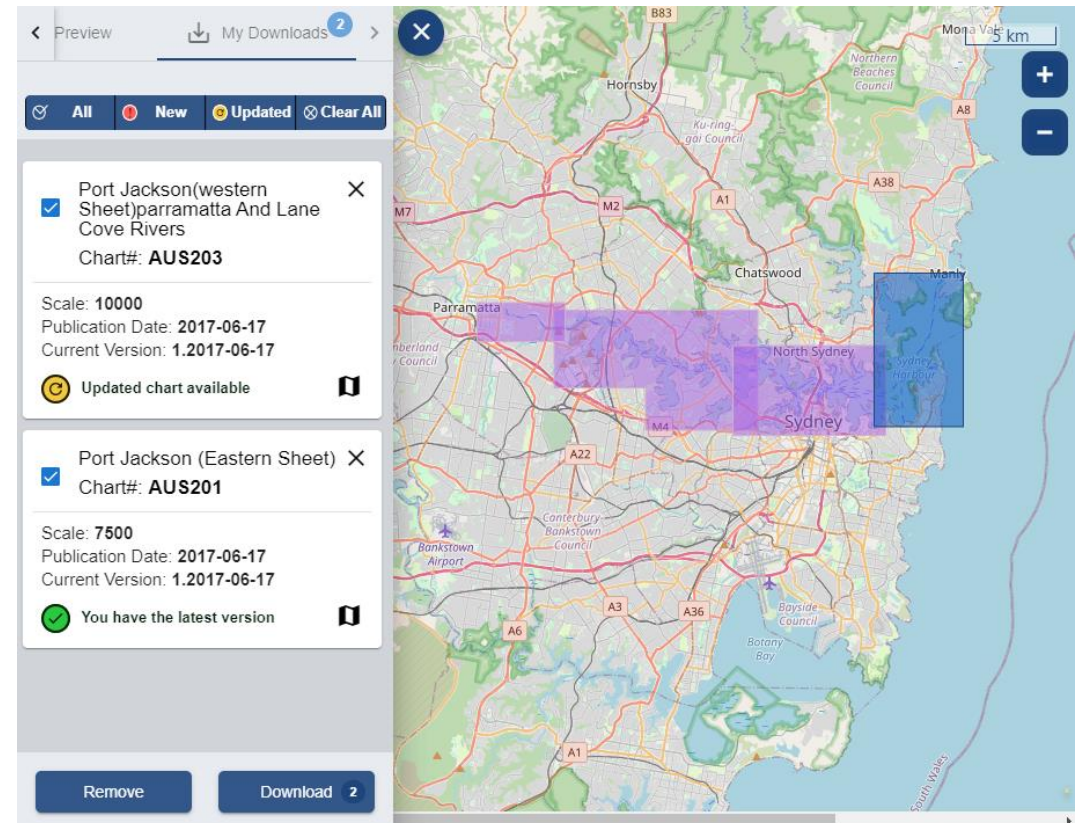 Preview
My Downloads
2
All
New
Updated
Clear All
Port Jackson(western
Sheet)parramatta And Lane
Cove Rivers
Chart#: AUS203
Scale: 10000
Publication Date: 2017-06-17
Current Version: 1.2017-06-17
Updated chart available
Port Jackson (Eastern Sheet)
Chart#: AUS201
Scale: 7500
Publication Date: 2017-06-17
Current Version: 1.2017-06-17
You have the latest version
Remove
Download 2
B83
Mona Vale
5 km
Northern
Beaches
Council
Hornsby
A8
Ku-ring-
gai Council
A38
A1
M2
M7
Chatswood
Manly
Parramatta
North Sydney
Sydney
Harbour
Sydney
M4
A22
Canterbury-
Bankstown
Council
Bankstown
Airport
A3
A36
Bayside
Council
A6
Botany
Bay
A1
South Wales